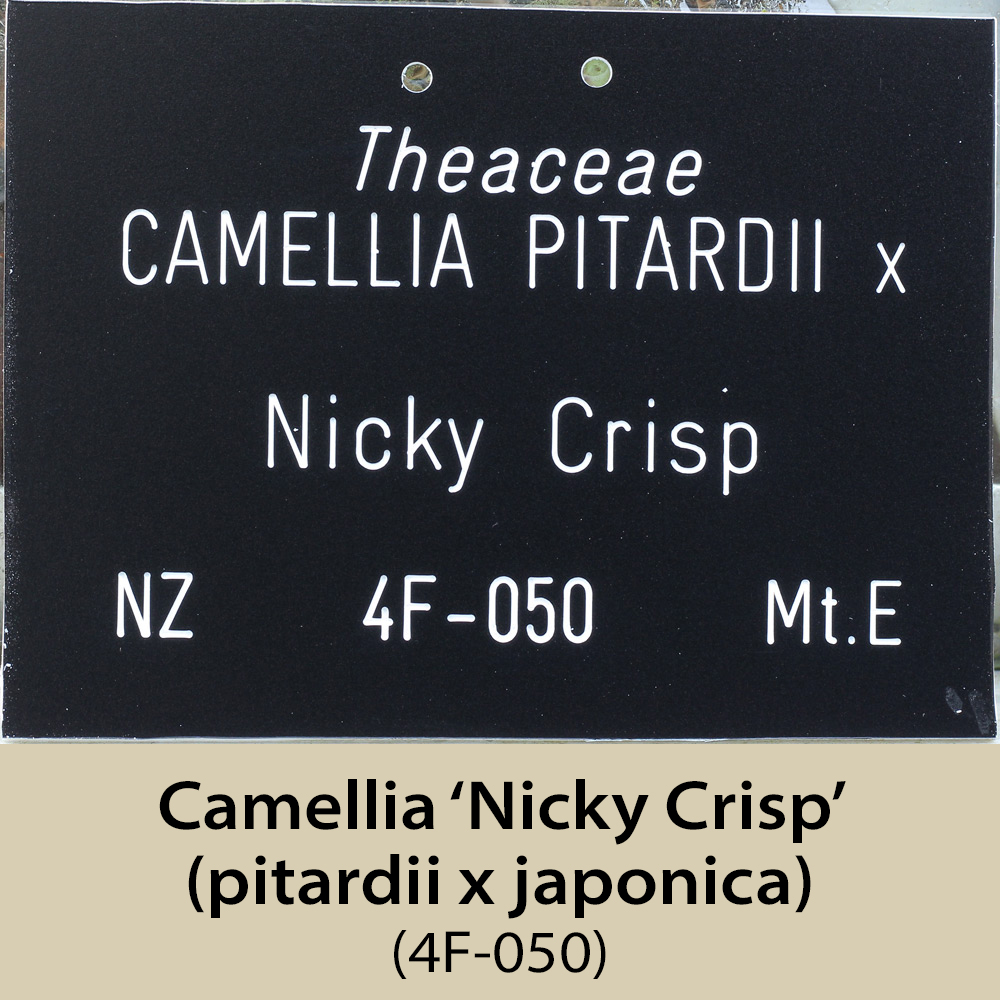 Theaceae
CAMELLIA PITARDII x
Nicky Crisp
NZ 4F-050 Mt.E
Camellia ‘Nicky Crisp’
(pitardii x japonica)
(4F-050)